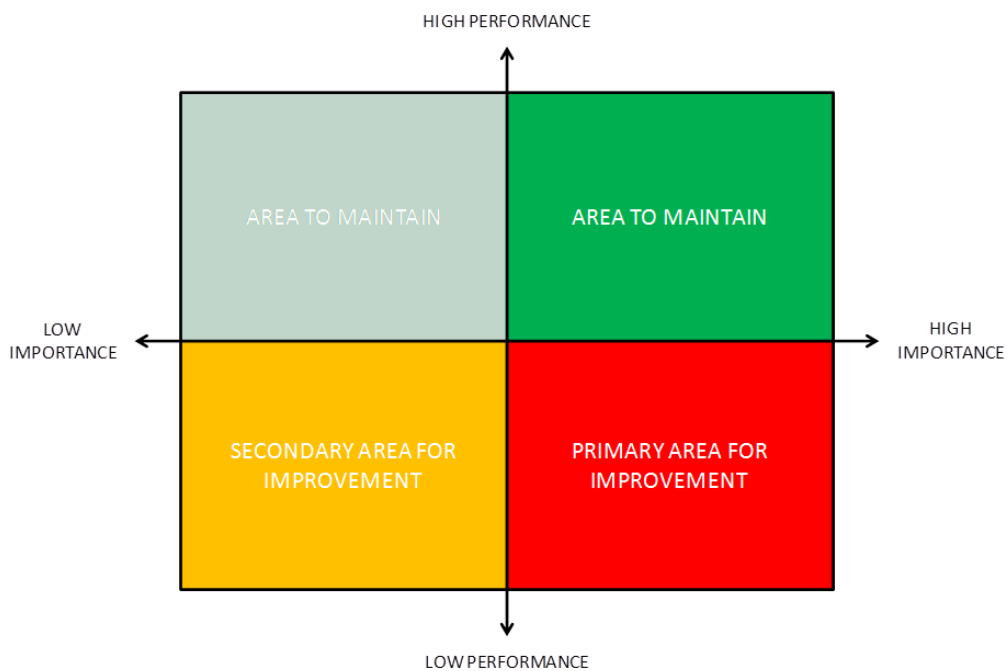 HIGH PERFORMANCE
AREA TO MAINTAIN
AREA TO MAINTAIN
LOW
IMPORTANCE
HIGH
IMPORTANCE
SECONDARY AREA FOR
IMPROVEMENT
PRIMARY AREA FOR
IMPROVEMENT
LOW PERFORMANCE